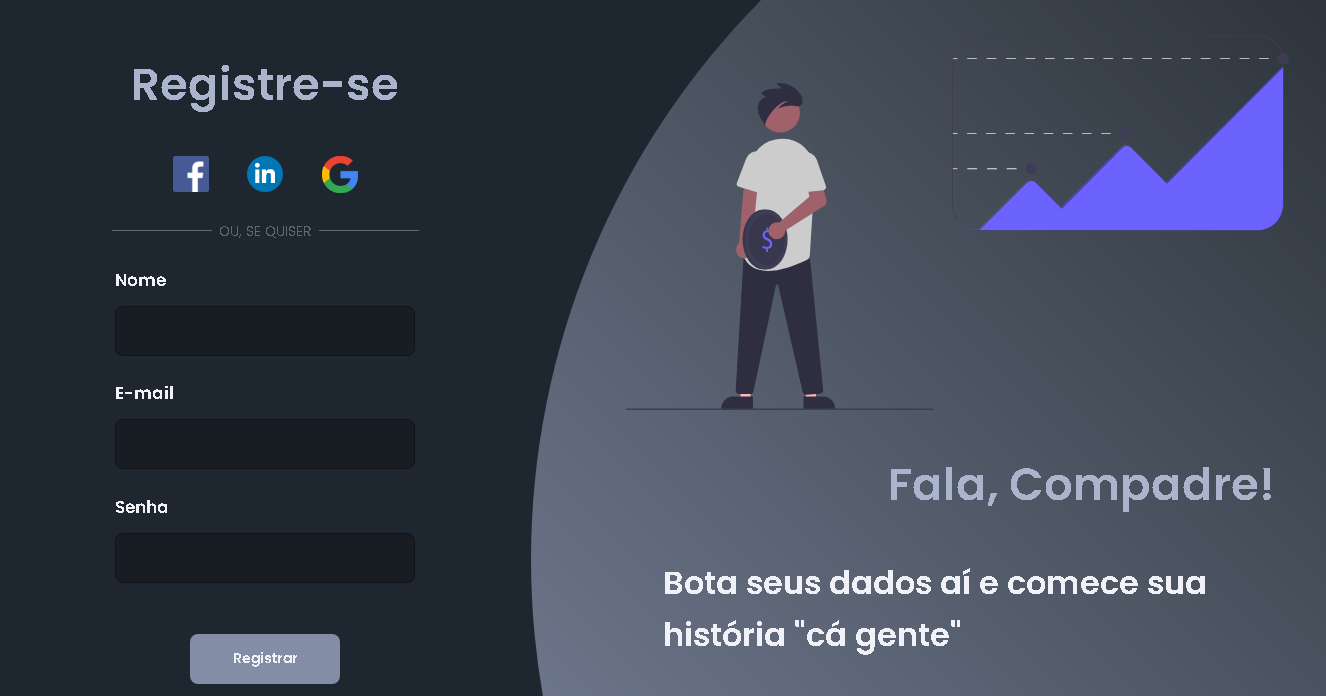 Registre-se
f in G
OU, SE QUISER
Nome
E-mail
Senha
Registrar
$
Fala, Compadre!
Bota seus dados aí e comece sua
história "cá gente"